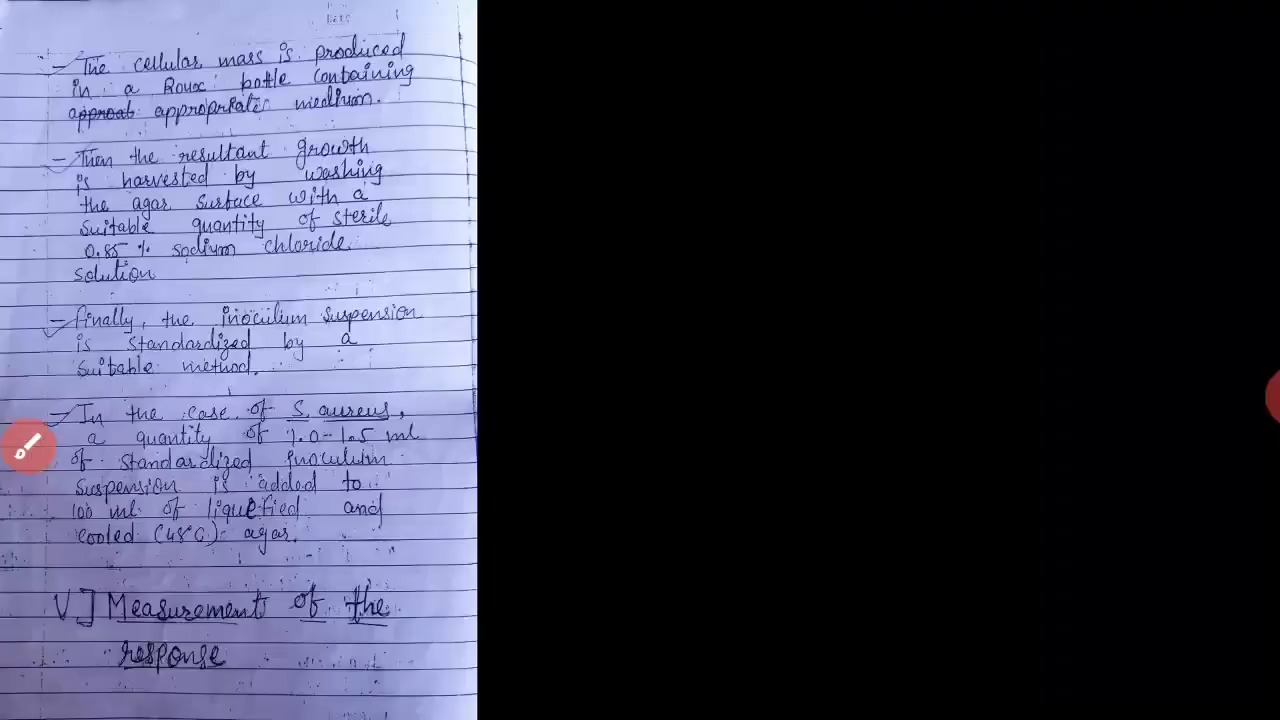 - The cellular mass is produced
in a Roux bottle containing
approat appropriate medium.
- Then the resultant growth
is harvested by washing
the agar surface with a
suitable quantity of sterile
0.85 % sodium chloride
solution
- Finally, the inoculum suspension
is standardized by a
suitable method.
- In the case of S. aureus,
a quantity of 1.0-1.5 ml
of standardized inoculum
suspension is added to
100 ml of liquefied and
cooled (48°C) agar.
V] Measurement of the
response